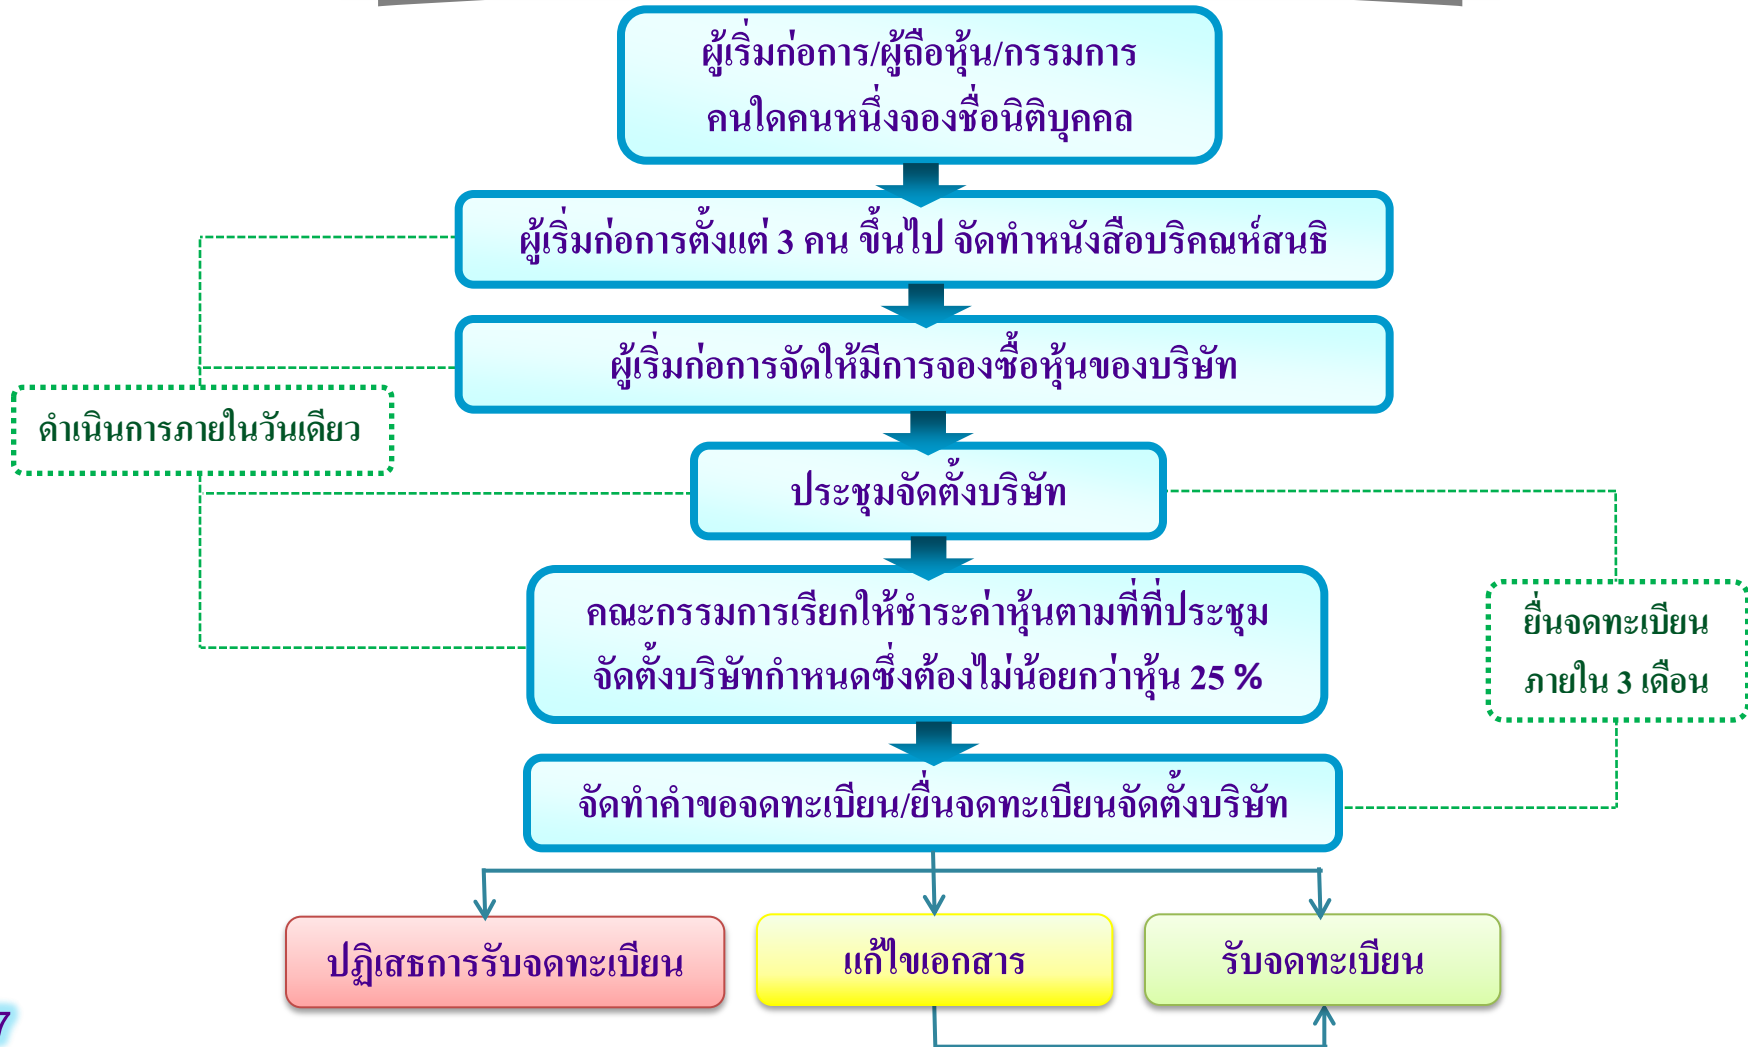 ผู้เริ่มก่อการ/ผู้ถือหุ้น/กรรมการ
คนใดคนหนึ่งจองชื่อนิติบุคคล
ผู้เริ่มก่อการตั้งแต่ 3 คน ขึ้นไป จัดทำหนังสือบริคณห์สนธิ
ผู้เริ่มก่อการจัดให้มีการจองซื้อหุ้นของบริษัท
ดำเนินการภายในวันเดียว
ประชุมจัดตั้งบริษัท
คณะกรรมการเรียกให้ชำระค่าหุ้นตามที่ที่ประชุม
จัดตั้งบริษัทกำหนดซึ่งต้องไม่น้อยกว่าหุ้น 25 %
ยื่นจดทะเบียน
ภายใน 3 เดือน
จัดทำคำขอจดทะเบียน/ยื่นจดทะเบียนจัดตั้งบริษัท
ปฏิเสธการรับจดทะเบียน
แก้ไขเอกสาร
รับจดทะเบียน
7